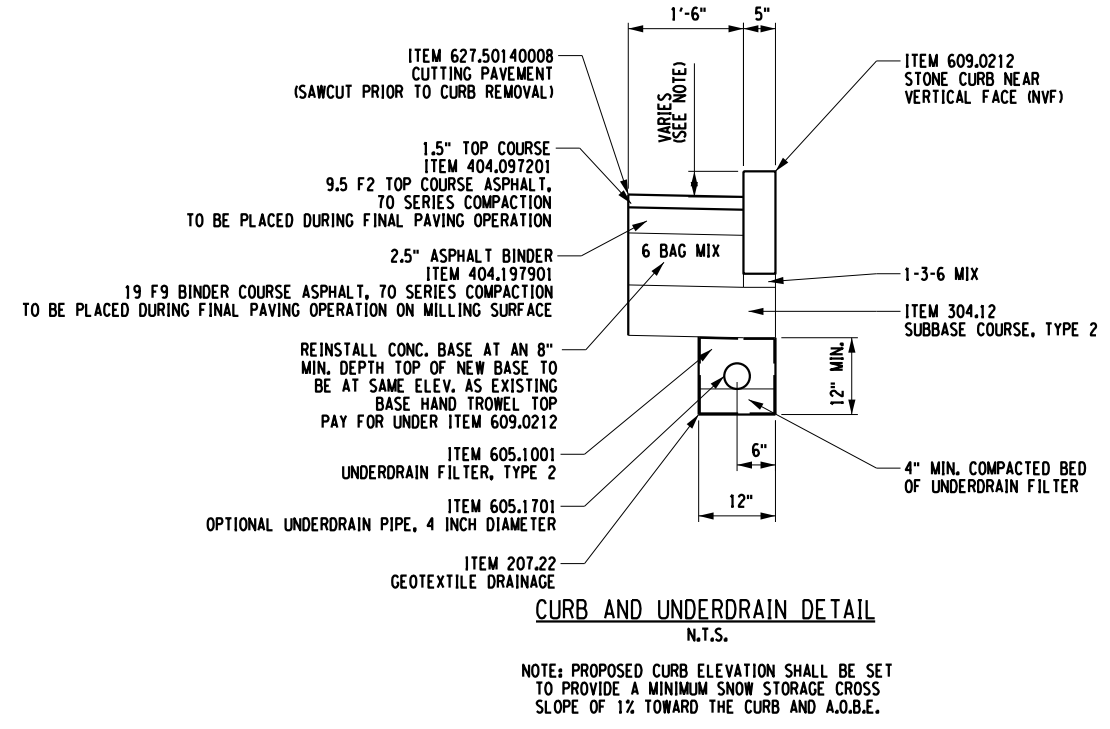 1'-6"
5"
ITEM 627.50140008
CUTTING PAVEMENT
(SAWCUT PRIOR TO CURB REMOVAL)
VARIES
(SEE NOTE)
ITEM 609.0212
STONE CURB NEAR
VERTICAL FACE (NVF)
1.5" TOP COURSE
ITEM 404.097201
9.5 F2 TOP COURSE ASPHALT,
70 SERIES COMPACTION
TO BE PLACED DURING FINAL PAVING OPERATION
2.5" ASPHALT BINDER
ITEM 404.197901
19 F9 BINDER COURSE ASPHALT, 70 SERIES COMPACTION
TO BE PLACED DURING FINAL PAVING OPERATION ON MILLING SURFACE
6 BAG MIX
1-3-6 MIX
ITEM 304.12
SUBBASE COURSE, TYPE 2
REINSTALL CONC. BASE AT AN 8"
MIN. DEPTH TOP OF NEW BASE TO
BE AT SAME ELEV. AS EXISTING
BASE HAND TROWEL TOP
PAY FOR UNDER ITEM 609.0212
12" MIN.
ITEM 605.1001
UNDERDRAIN FILTER, TYPE 2
6"
4" MIN. COMPACTED BED
OF UNDERDRAIN FILTER
ITEM 605.1701
OPTIONAL UNDERDRAIN PIPE, 4 INCH DIAMETER
12"
ITEM 207.22
GEOTEXTILE DRAINAGE
CURB AND UNDERDRAIN DETAIL
N.T.S.
NOTE: PROPOSED CURB ELEVATION SHALL BE SET
TO PROVIDE A MINIMUM SNOW STORAGE CROSS
SLOPE OF 1% TOWARD THE CURB AND A.O.B.E.